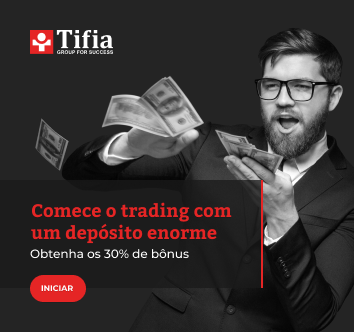 Tifia
GROUP FOR SUCCESS
Comece o trading com
um depósito enorme
Obtenha os 30% de bônus
INICIAR